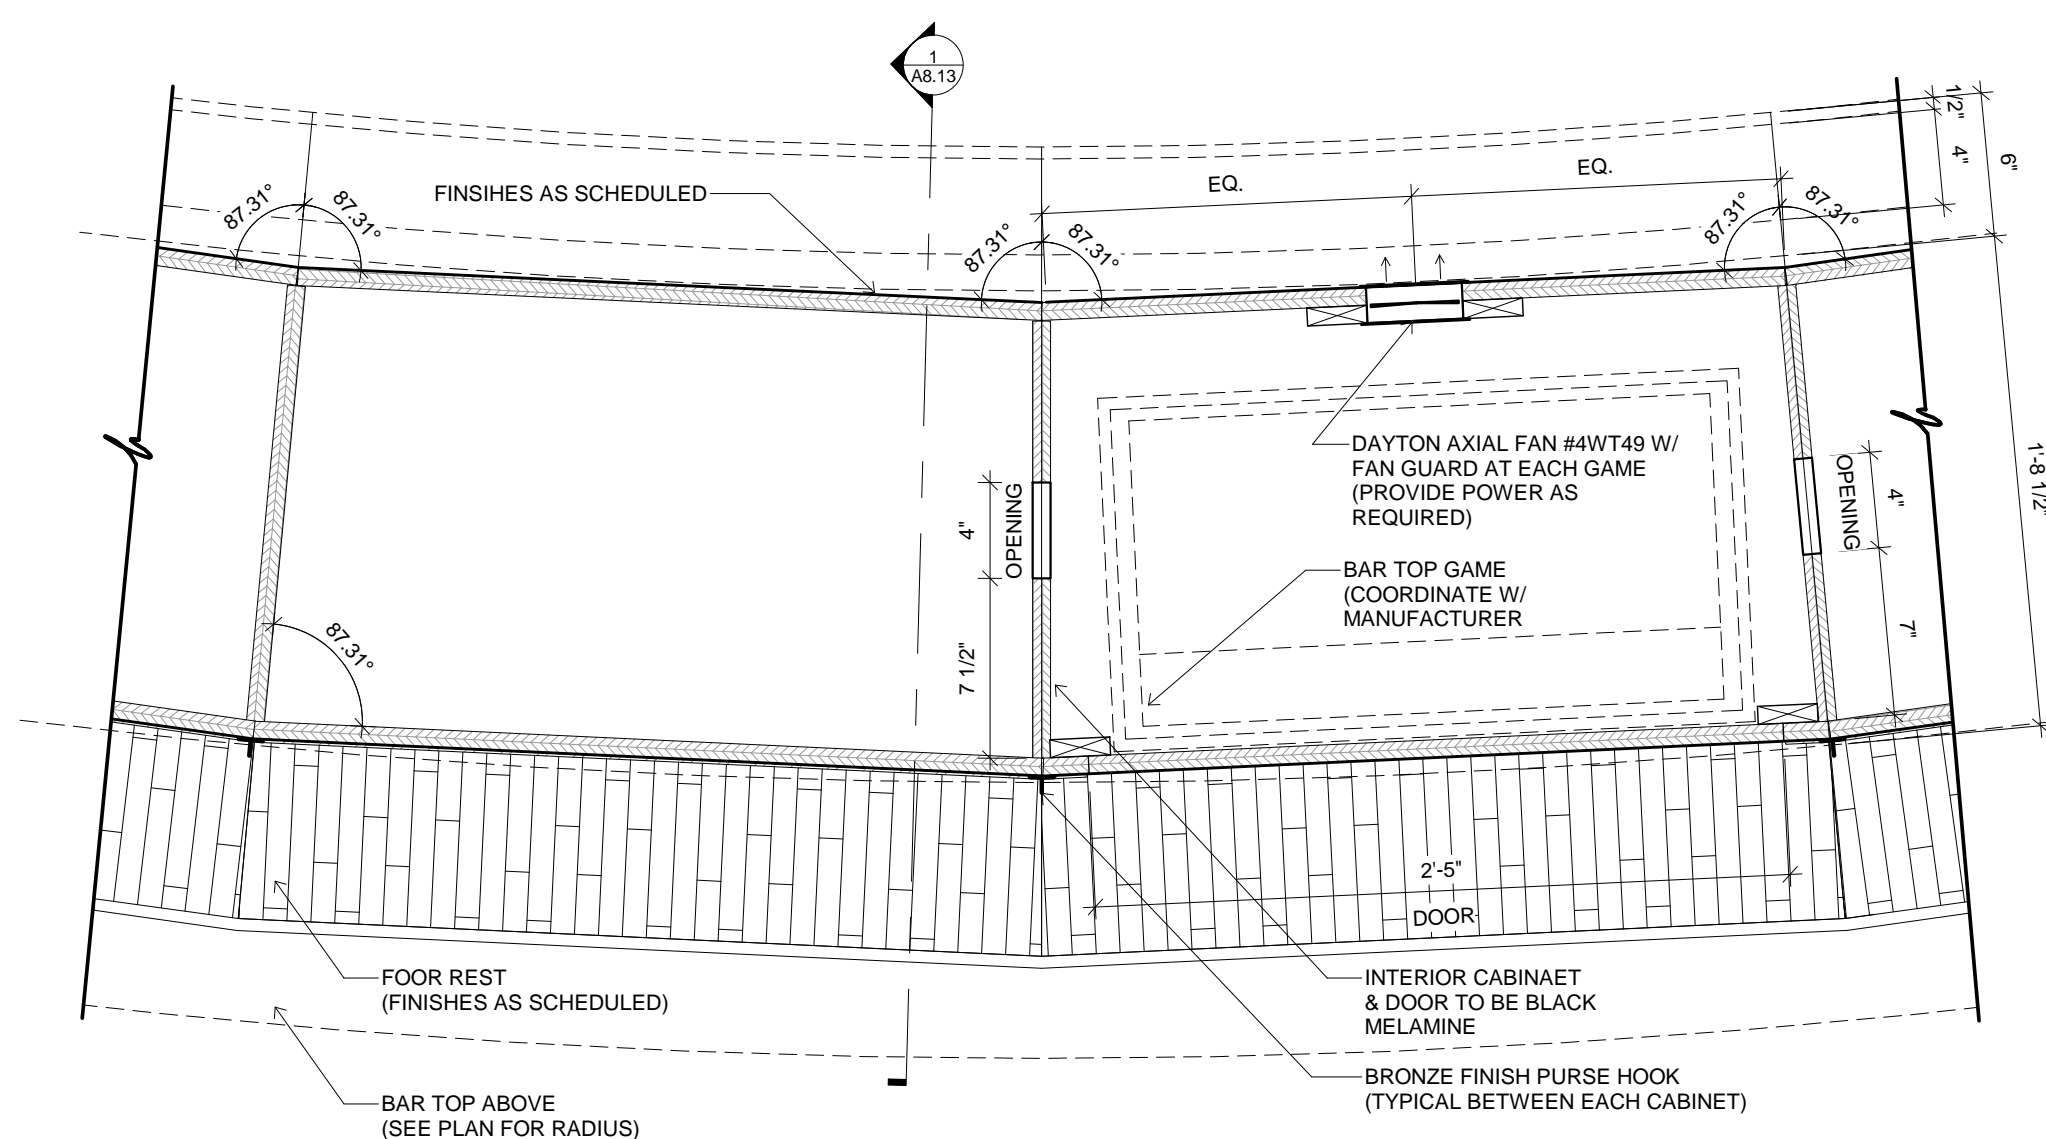 1
A8.13
1/2"
4"
6"
EQ.
EQ.
FINSIHES AS SCHEDULED
87.31°
87.31°
87.31°
87.31°
87.31°
87.31°
DAYTON AXIAL FAN #4WT49 W/
FAN GUARD AT EACH GAME
(PROVIDE POWER AS
REQUIRED)
OPENING
4"
1'-8 1/2"
4"
OPENING
BAR TOP GAME
(COORDINATE W/
MANUFACTURER
7"
87.31°
7 1/2"
2'-5"
DOOR
FOOR REST
(FINISHES AS SCHEDULED)
INTERIOR CABINAET
& DOOR TO BE BLACK
MELAMINE
BRONZE FINISH PURSE HOOK
(TYPICAL BETWEEN EACH CABINET)
BAR TOP ABOVE
(SEE PLAN FOR RADIUS)